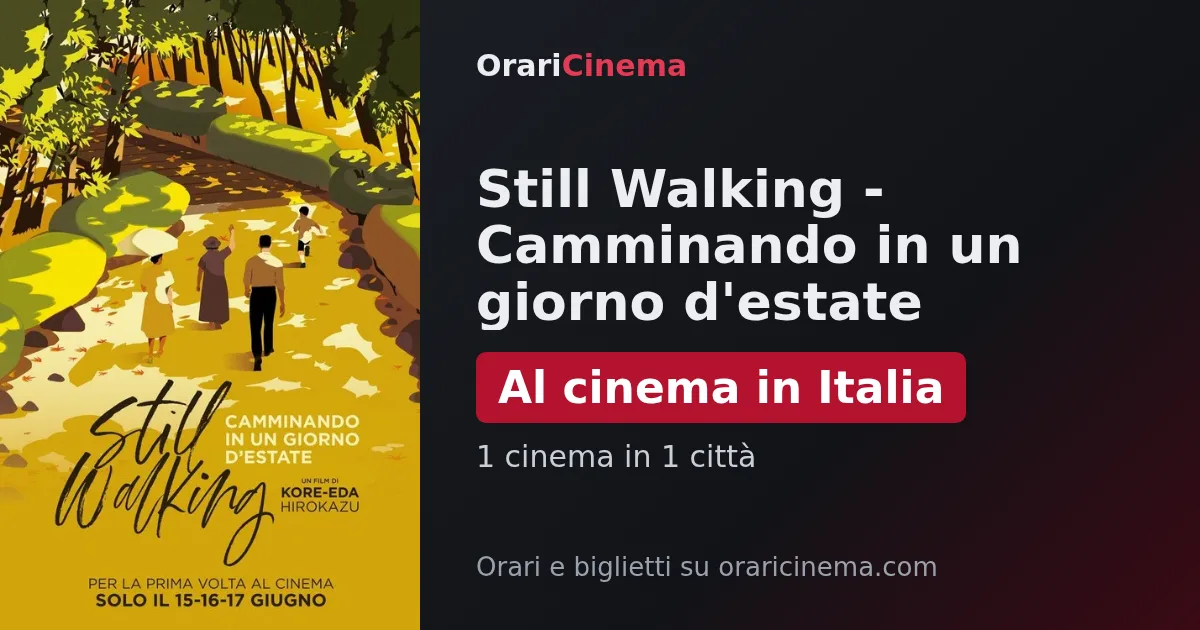 Still
Walking
CAMMINANDO
IN UN GIORNO
D'ESTATE
UN FILM DI
KORE-EDA
HIROKAZU
PER LA PRIMA VOLTA AL CINEMA
SOLO IL 15-16-17 GIUGNO
OrariCinema
Still Walking -
Camminando in un
giorno d'estate
Al cinema in Italia
1 cinema in 1 città
Orari e biglietti su oraricinema.com